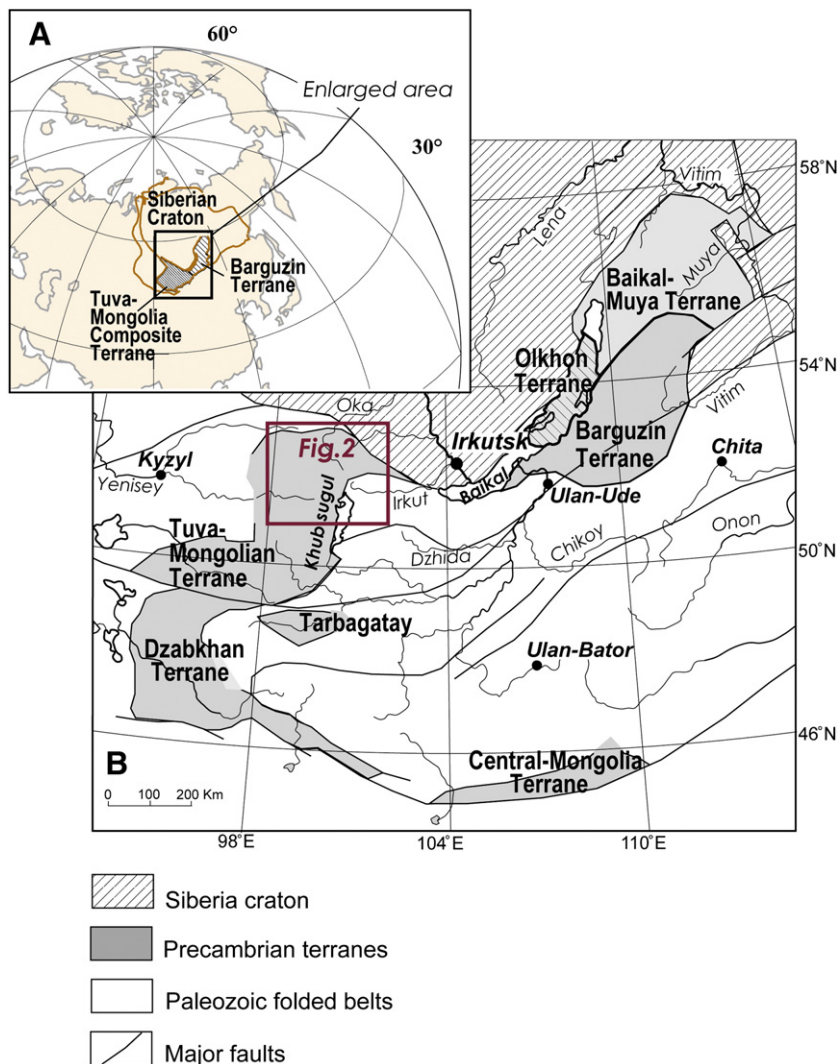 A
60°
Enlarged area
30°
Siberian
Craton
Barguzin
Terrane
Tuva-
Mongolia
Composite
Terrane
58°N
Vitim
Lena
Muya
Baikal-
Muya Terrane
54°N
Olkhon
Terrane
Oka
Vitim
Fig.2
Irkutsk
Barguzin
Terrane
Chita
Kyzyl
Yenisey
Baikal
Ulan-Ude
Irkut
Khubsugul
Onon
Tuva-
Mongolian
Terrane
Dzhida
Chikoy
50°N
Tarbagatay
Dzabkhan
Terrane
Ulan-Bator
46°N
Central-Mongolia
Terrane
B
0 100 200 Km
98°E
104°E
110°E
Siberia craton
Precambrian terranes
Paleozoic folded belts
Major faults